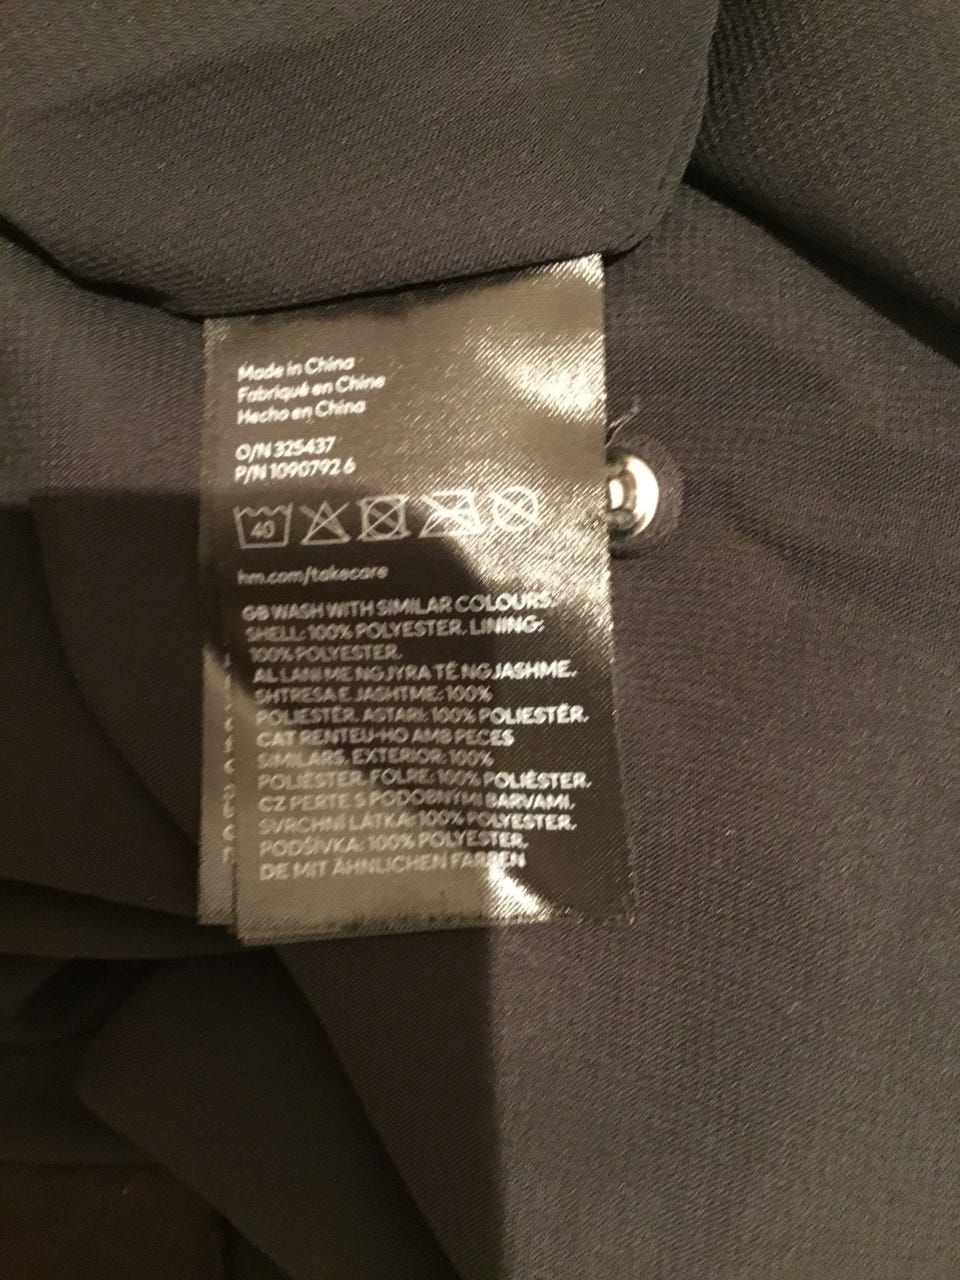 Made in China
Fabriqué en Chine
Hecho en China
O/N 325437
P/N 1090792 6
40
hm.com/takecare
GB WASH WITH SIMILAR COLOURS.
SHELL: 100% POLYESTER. LINING:
100% POLYESTER.
AL LANI ME NGJYRA TË NGJASHME.
SHTRESA E JASHTME: 100%
POLIESTËR. ASTARI: 100% POLIESTËR.
CAT RENTEU-HO AMB PECES
SIMILARS. EXTERIOR: 100%
POLIÈSTER. FOLRE: 100% POLIÈSTER.
CZ PERTE S PODOBNÝMI BARVAMI.
SVRCHNÍ LÁTKA: 100% POLYESTER.
PODŠÍVKA: 100% POLYESTER.
DE MIT ÄHNLICHEN FARBEN